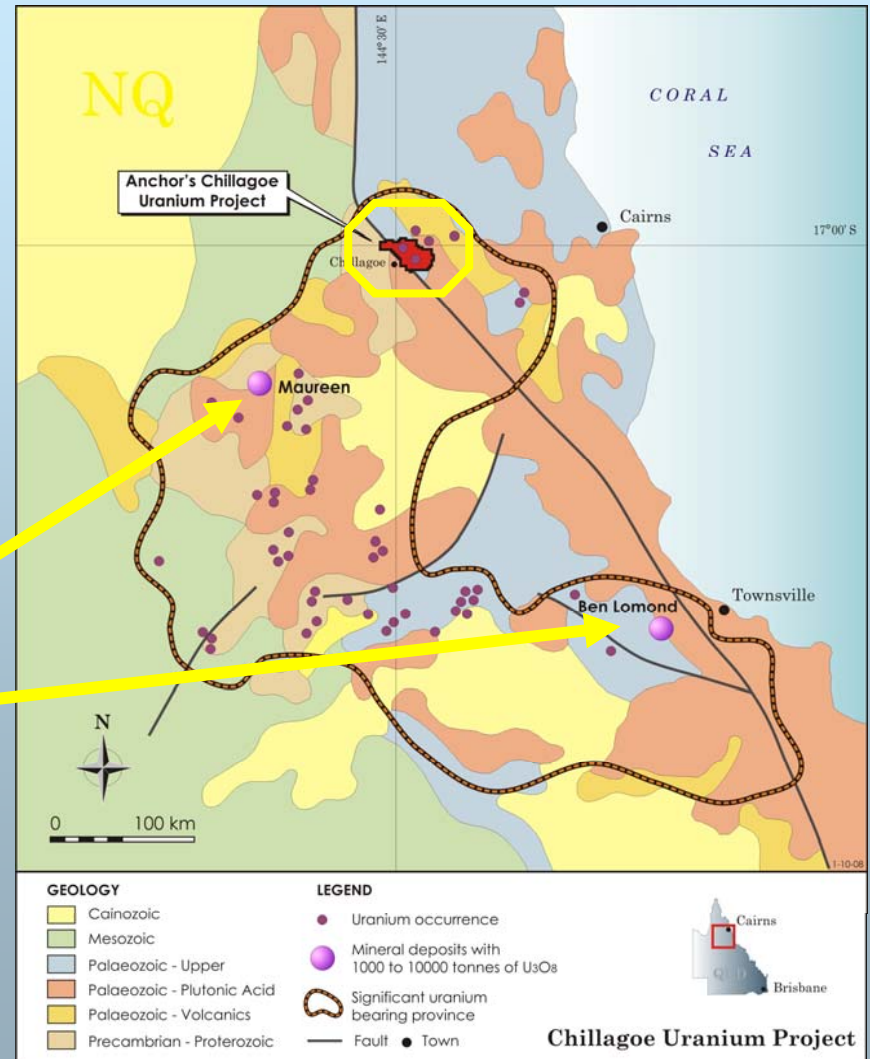 NQ
144°30' E
CORAL
SEA
Anchor's Chillagoe
Uranium Project
Cairns
17°00' S
Chillagoe
Maureen
Ben Lomond
Townsville
N
0 100 km
1-10-08
GEOLOGY
Cainozoic
Mesozoic
Palaeozoic - Upper
Palaeozoic - Plutonic Acid
Palaeozoic - Volcanics
Precambrian - Proterozoic
LEGEND
Uranium occurrence
Mineral deposits with
1000 to 10000 tonnes of U3O8
Significant uranium
bearing province
Fault Town
Cairns
QLD
Brisbane
Chillagoe Uranium Project